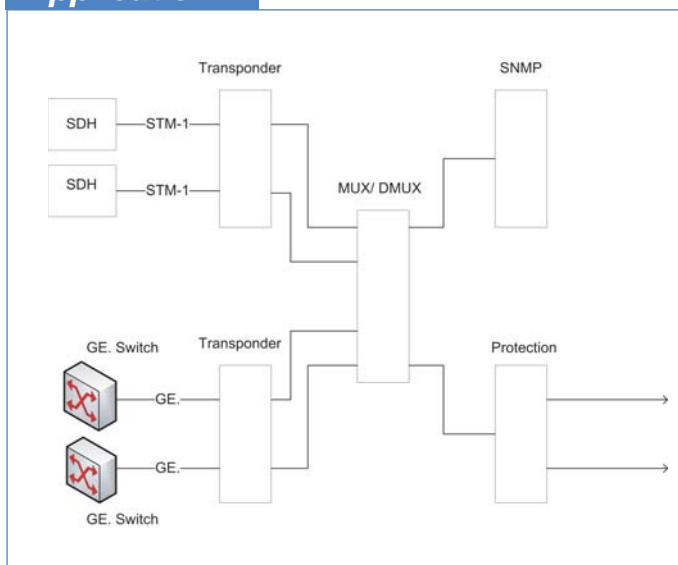 Transponder
SNMP
SDH
STM-1
SDH
STM-1
MUX/ DMUX
GE. Switch
Transponder
Protection
GE.
GE.
GE. Switch